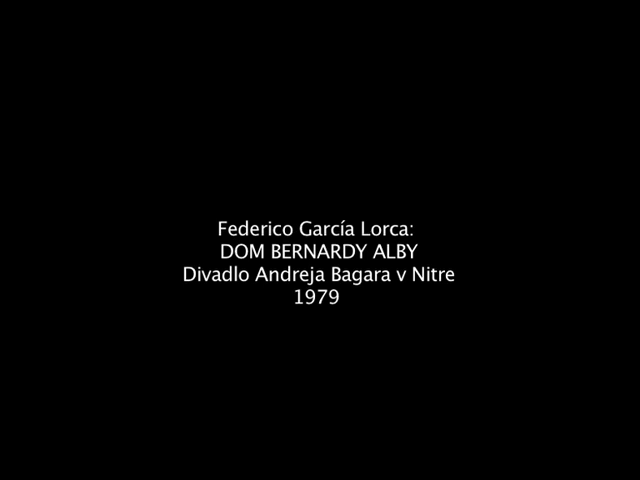 Federico García Lorca:
DOM BERNARDY ALBY
Divadlo Andreja Bagara v Nitre
1979